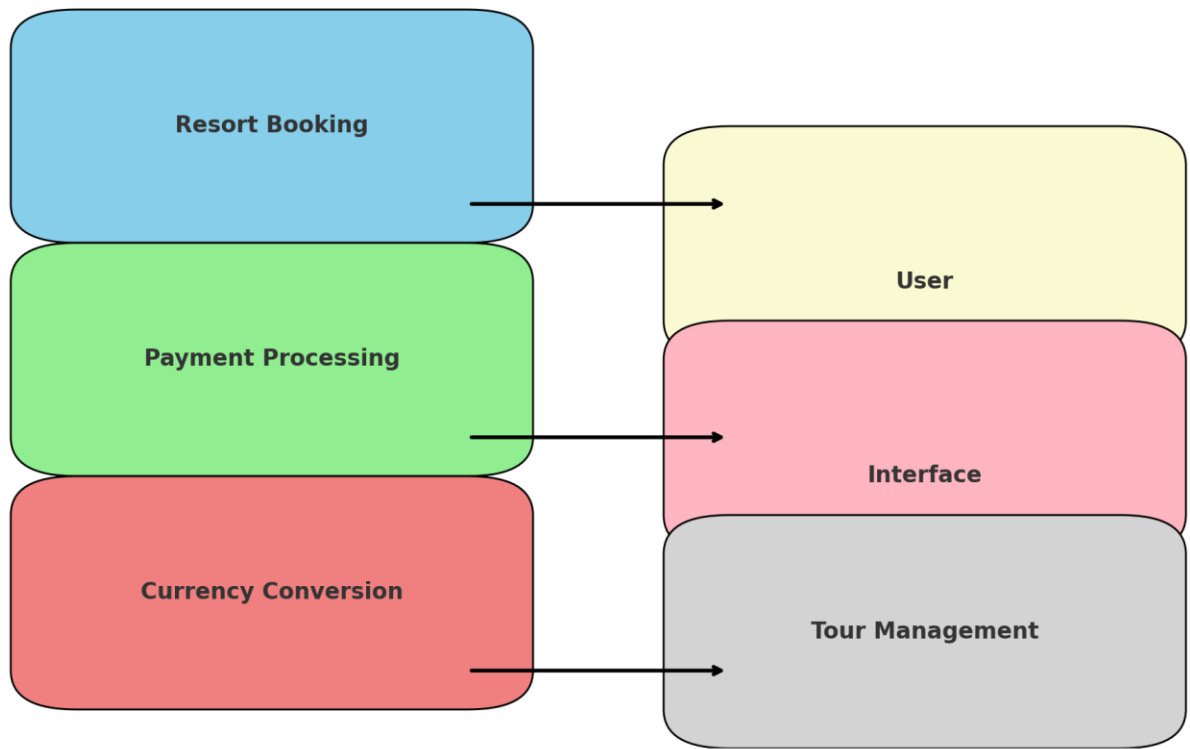 Resort Booking
Payment Processing
Currency Conversion
User
Interface
Tour Management